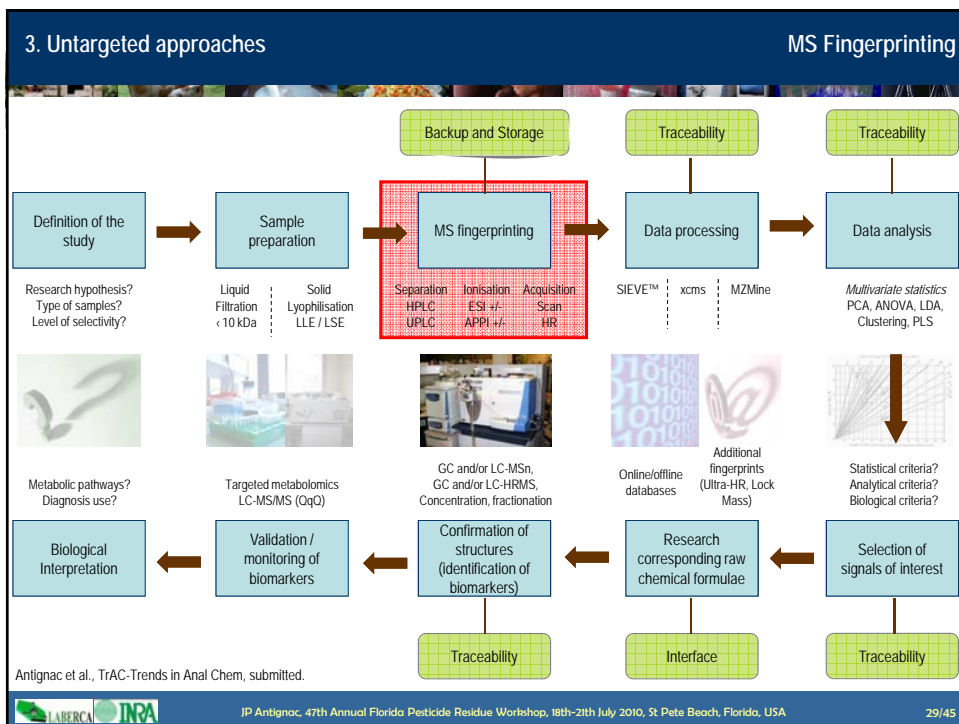 3. Untargeted approaches
MS Fingerprinting
Backup and Storage
Traceability
Traceability
Definition of the
study
Sample
preparation
MS fingerprinting
Data processing
Data analysis
Research hypothesis?
Type of samples?
Level of selectivity?
Liquid
Filtration
< 10 kDa
Solid
Lyophilisation
LLE / LSE
Separation
HPLC
UPLC
Ionisation
ESI +/-
APPI +/-
Acquisition
Scan
HR
SIEVE™
xcms
MZMine
Multivariate statistics
PCA, ANOVA, LDA,
Clustering, PLS
Metabolic pathways?
Diagnosis use?
Targeted metabolomics
LC-MS/MS (QqQ)
GC and/or LC-MSn,
GC and/or LC-HRMS,
Concentration, fractionation
Online/offline
databases
Additional
fingerprints
(Ultra-HR, Lock
Mass)
Statistical criteria?
Analytical criteria?
Biological criteria?
Biological
Interpretation
Validation /
monitoring of
biomarkers
Confirmation of
structures
(identification of
biomarkers)
Research
corresponding raw
chemical formulae
Selection of
signals of interest
Traceability
Interface
Traceability
Antignac et al., TrAC-Trends in Anal Chem, submitted.
LABERCA
INRA
JP Antignac, 47th Annual Florida Pesticide Residue Workshop, 18th-21th July 2010, St Pete Beach, Florida, USA
29/45